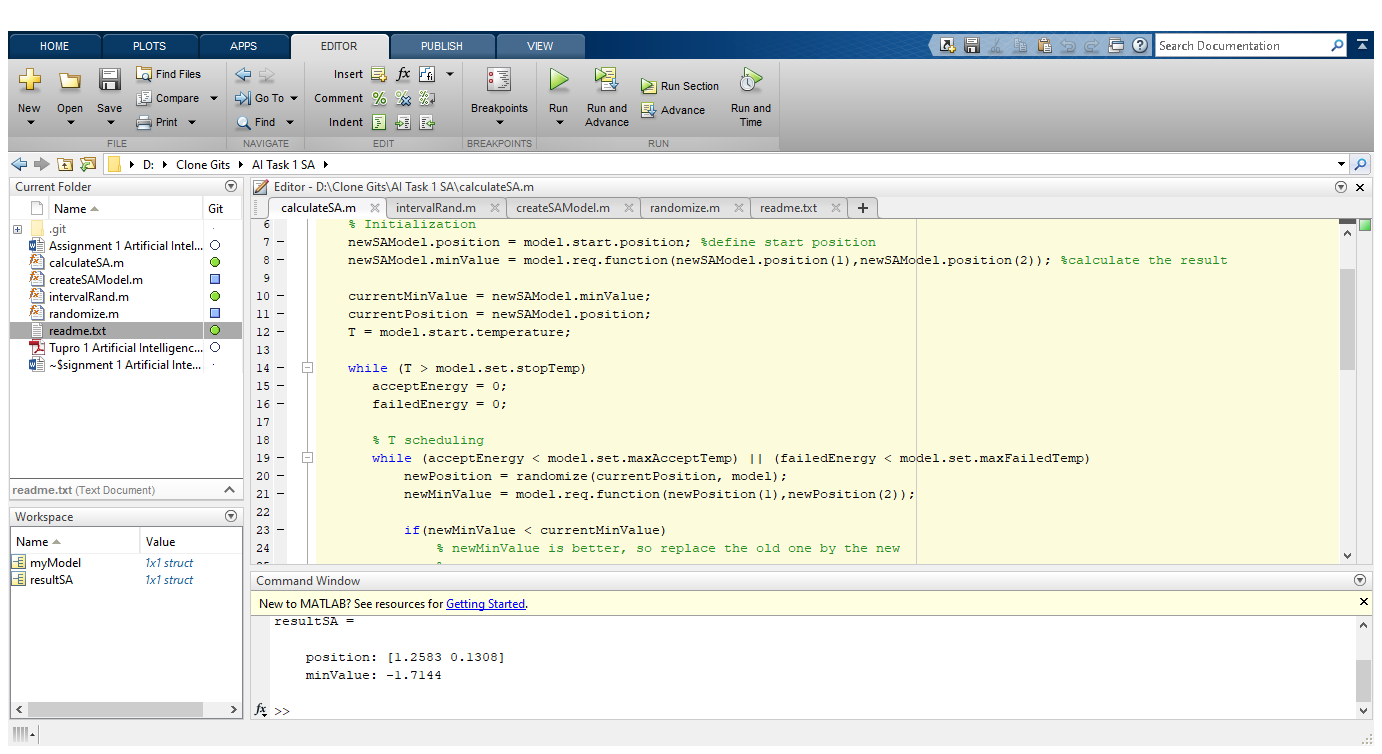 HOME PLOTS APPS EDITOR PUBLISH VIEW Search Documentation
Find Files Insert fx
Compare Go To Comment Run Section
New Open Save Print Find Indent Breakpoints Run Run and Advance Advance Run and Time
FILE NAVIGATE EDIT BREAKPOINTS RUN
D: Clone Gits AI Task 1 SA
Current Folder
Name Git
.git
Assignment 1 Artificial Intel...
calculateSA.m
createSAModel.m
intervalRand.m
randomize.m
readme.txt
Tupro 1 Artificial Intelligenc...
~$signment 1 Artificial Inte...
readme.txt (Text Document)
Workspace
Name Value
myModel 1x1 struct
resultSA 1x1 struct
Editor - D:\Clone Gits\AI Task 1 SA\calculateSA.m
calculateSA.m intervalRand.m createSAModel.m randomize.m readme.txt +
6 % Initialization
7 - newSAModel.position = model.start.position; %define start position
8 - newSAModel.minValue = model.req.function(newSAModel.position(1),newSAModel.position(2)); %calculate the result
9
10 - currentMinValue = newSAModel.minValue;
11 - currentPosition = newSAModel.position;
12 - T = model.start.temperature;
13
14 - while (T > model.set.stopTemp)
15 - acceptEnergy = 0;
16 - failedEnergy = 0;
17
18 % T scheduling
19 - while (acceptEnergy < model.set.maxAcceptTemp) || (failedEnergy < model.set.maxFailedTemp)
20 - newPosition = randomize(currentPosition, model);
21 - newMinValue = model.req.function(newPosition(1),newPosition(2));
22
23 - if(newMinValue < currentMinValue)
24 % newMinValue is better, so replace the old one by the new
Command Window
New to MATLAB? See resources for Getting Started.
resultSA =
position: [1.2583 0.1308]
minValue: -1.7144
fx >>